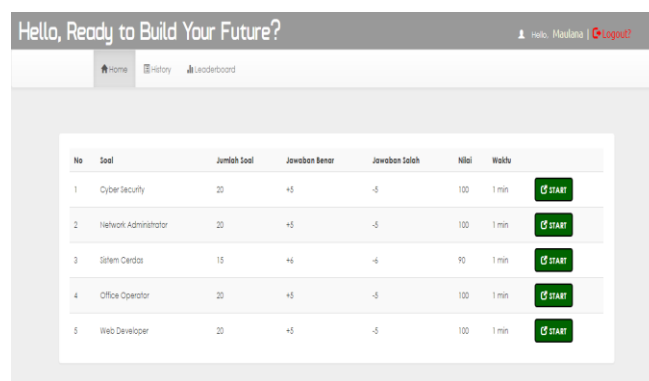 Hello, Ready to Build Your Future?
Hello, Maulana | Logout?
Home History Leaderboard
No Soal Jumlah Soal Jawaban Benar Jawaban Salah Nilai Waktu
1 Cyber Security 20 +5 -5 100 1 min START
2 Network Administrator 20 +5 -5 100 1 min START
3 Sistem Cerdas 15 +6 -6 90 1 min START
4 Office Operator 20 +5 -5 100 1 min START
5 Web Developer 20 +5 -5 100 1 min START